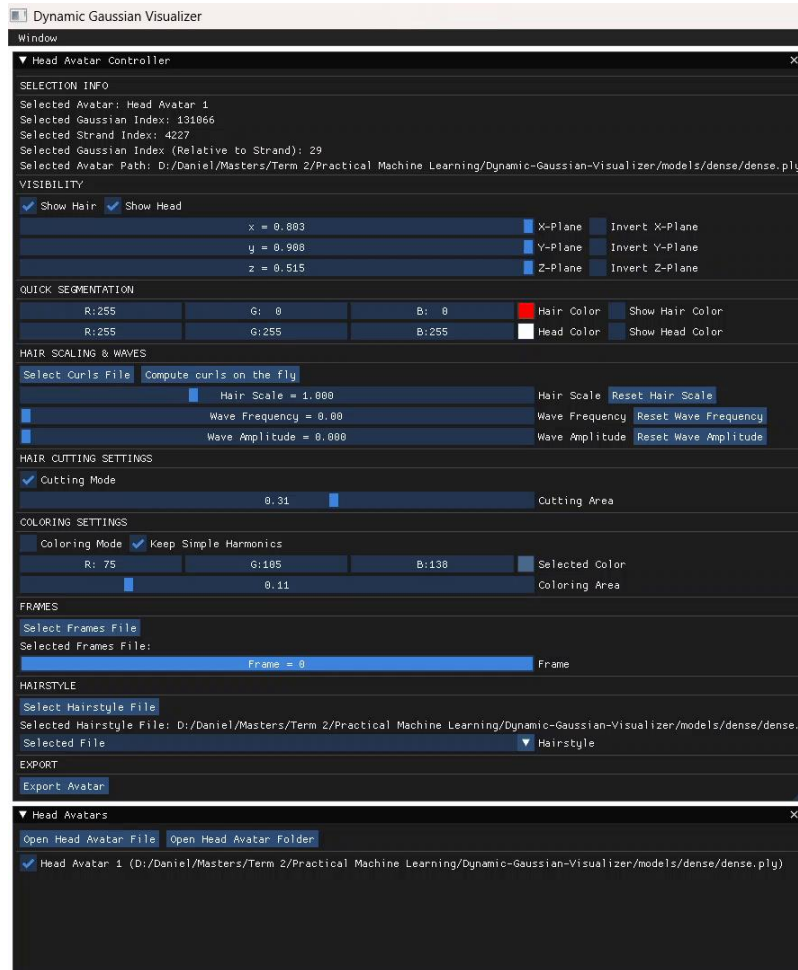 Dynamic Gaussian Visualizer
Window
▼ Head Avatar Controller ×
SELECTION INFO
Selected Avatar: Head Avatar 1
Selected Gaussian Index: 131066
Selected Strand Index: 4227
Selected Gaussian Index (Relative to Strand): 29
Selected Avatar Path: D:/Daniel/Masters/Term 2/Practical Machine Learning/Dynamic-Gaussian-Visualizer/models/dense/dense.ply
VISIBILITY
Show Hair Show Head
x = 0.803 X-Plane Invert X-Plane
y = 0.908 Y-Plane Invert Y-Plane
z = 0.515 Z-Plane Invert Z-Plane
QUICK SEGMENTATION
R:255 G: 0 B: 0 Hair Color Show Hair Color
R:255 G:255 B:255 Head Color Show Head Color
HAIR SCALING & WAVES
Select Curls File Compute curls on the fly
Hair Scale = 1.000 Hair Scale Reset Hair Scale
Wave Frequency = 0.00 Wave Frequency Reset Wave Frequency
Wave Amplitude = 0.000 Wave Amplitude Reset Wave Amplitude
HAIR CUTTING SETTINGS
Cutting Mode
0.31 Cutting Area
COLORING SETTINGS
Coloring Mode Keep Simple Harmonics
R: 75 G:105 B:138 Selected Color
0.11 Coloring Area
FRAMES
Select Frames File
Selected Frames File:
Frame = 0 Frame
HAIRSTYLE
Select Hairstyle File
Selected Hairstyle File: D:/Daniel/Masters/Term 2/Practical Machine Learning/Dynamic-Gaussian-Visualizer/models/dense/dense.
Selected File ▼ Hairstyle
EXPORT
Export Avatar
▼ Head Avatars ×
Open Head Avatar File Open Head Avatar Folder
Head Avatar 1 (D:/Daniel/Masters/Term 2/Practical Machine Learning/Dynamic-Gaussian-Visualizer/models/dense/dense.ply)